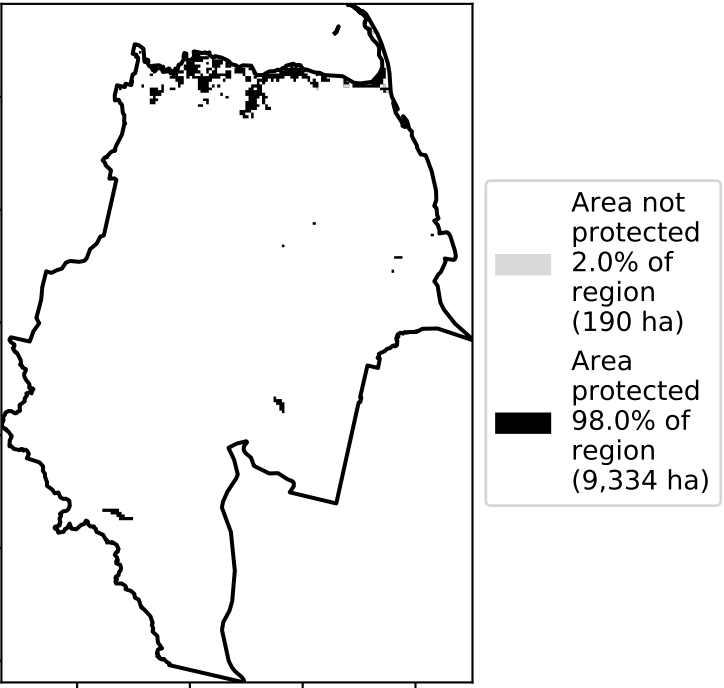 Area not
protected
2.0% of
region
(190 ha)
Area
protected
98.0% of
region
(9,334 ha)